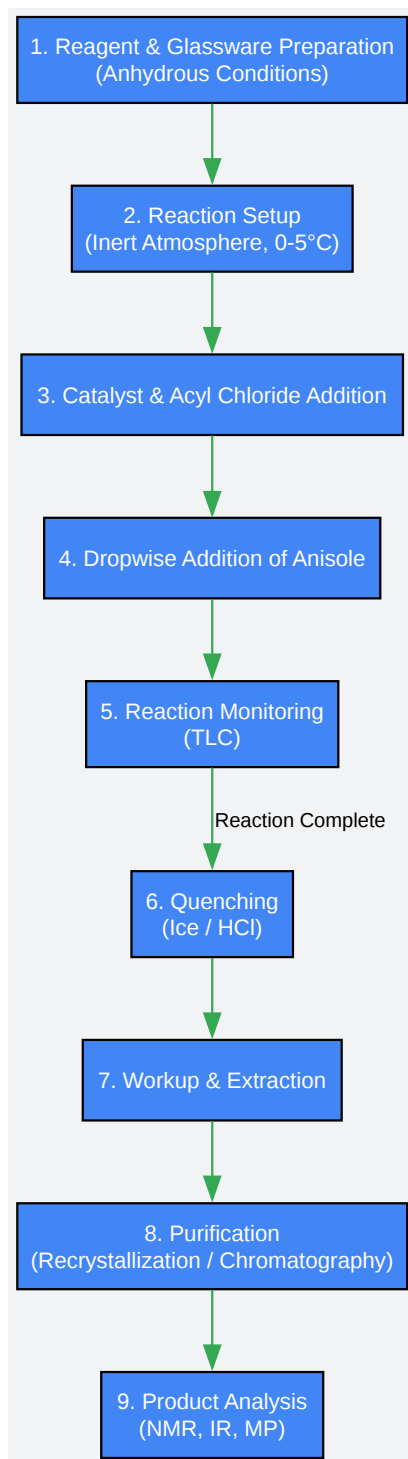 1. Reagent & Glassware Preparation
(Anhydrous Conditions)
2. Reaction Setup
(Inert Atmosphere, 0-5°C)
3. Catalyst & Acyl Chloride Addition
4. Dropwise Addition of Anisole
5. Reaction Monitoring
(TLC)
Reaction Complete
6. Quenching
(Ice / HCl)
7. Workup & Extraction
8. Purification
(Recrystallization / Chromatography)
9. Product Analysis
(NMR, IR, MP)